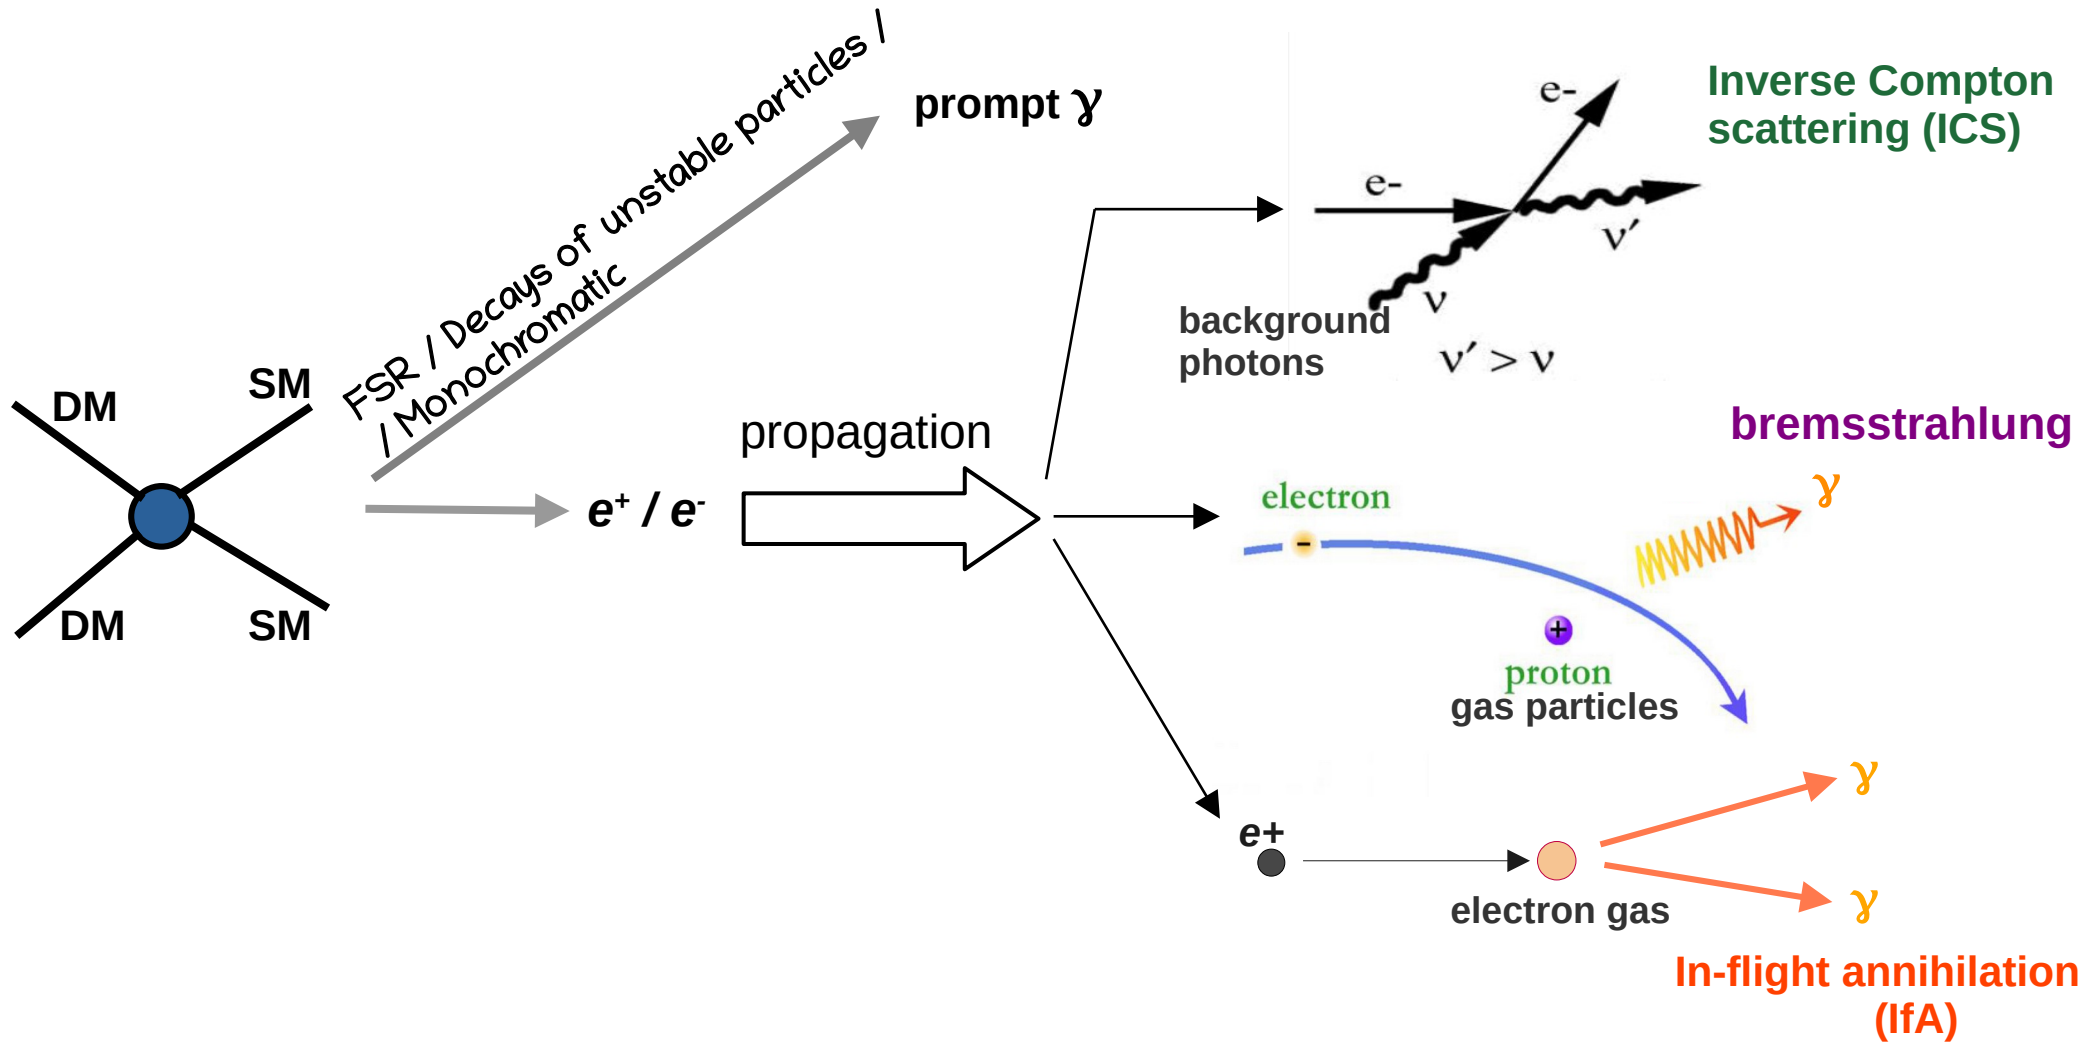 FSR / Decays of unstable particles /
/ Monochromatic
prompt γ
DM
SM
DM
SM
e+ / e-
propagation
Inverse Compton
scattering (ICS)
e-
e-
ν′
ν
background
photons
ν′ > ν
bremsstrahlung
γ
electron
-
+
proton
gas particles
e+
electron gas
γ
γ
In-flight annihilation
(IfA)